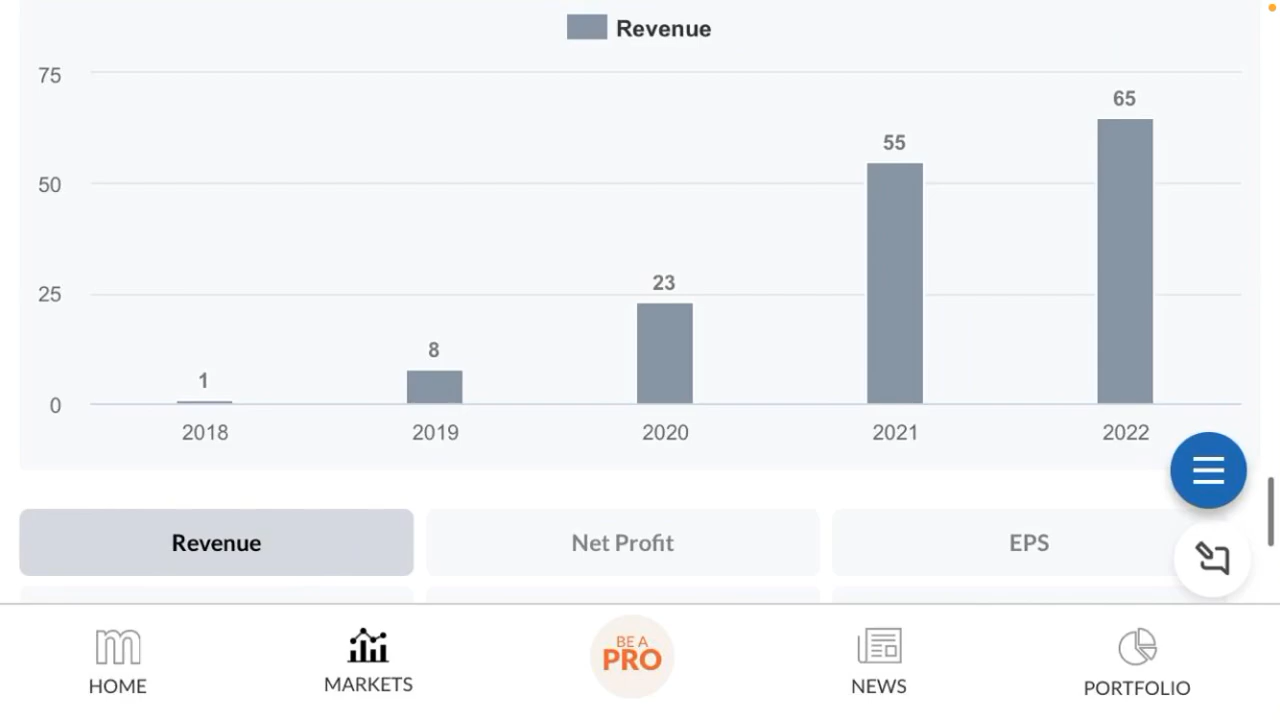 Revenue
75
65
55
50
23
25
8
1
0
2018 2019 2020 2021 2022
Revenue Net Profit EPS
BE A
PRO
HOME MARKETS NEWS PORTFOLIO